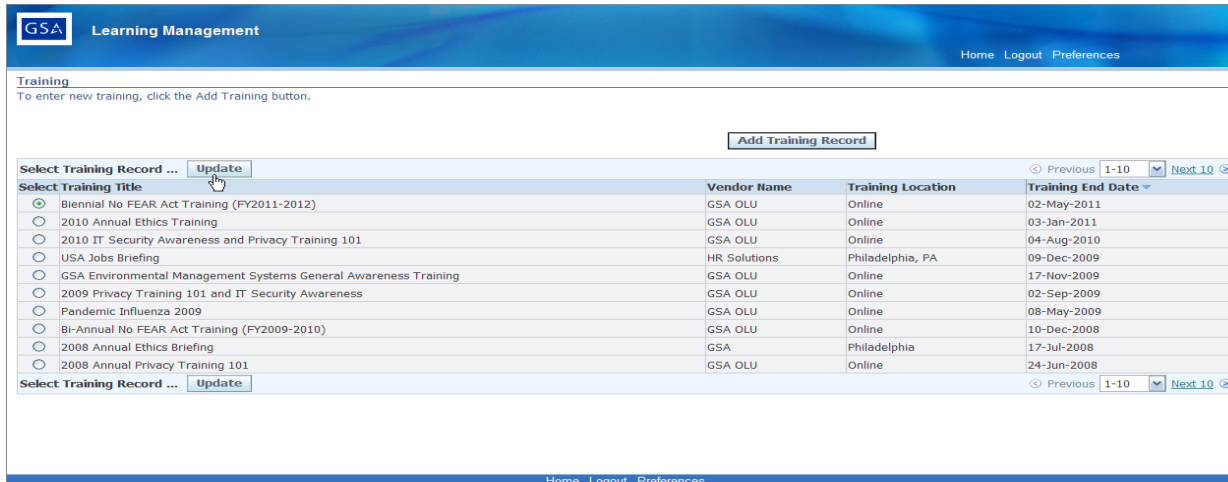 GSA Learning Management
Home Logout Preferences
Training
To enter new training, click the Add Training button.
Add Training Record
Select Training Record ... Update Previous 1-10 Next 10
Select Training Title Vendor Name Training Location Training End Date
Biennial No FEAR Act Training (FY2011-2012) GSA OLU Online 02-May-2011
2010 Annual Ethics Training GSA OLU Online 03-Jan-2011
2010 IT Security Awareness and Privacy Training 101 GSA OLU Online 04-Aug-2010
USA Jobs Briefing HR Solutions Philadelphia, PA 09-Dec-2009
GSA Environmental Management Systems General Awareness Training GSA OLU Online 17-Nov-2009
2009 Privacy Training 101 and IT Security Awareness GSA OLU Online 02-Sep-2009
Pandemic Influenza 2009 GSA OLU Online 08-May-2009
Bi-Annual No FEAR Act Training (FY2009-2010) GSA OLU Online 10-Dec-2008
2008 Annual Ethics Briefing GSA Philadelphia 17-Jul-2008
2008 Annual Privacy Training 101 GSA OLU Online 24-Jun-2008
Select Training Record ... Update Previous 1-10 Next 10
Home Logout Preferences